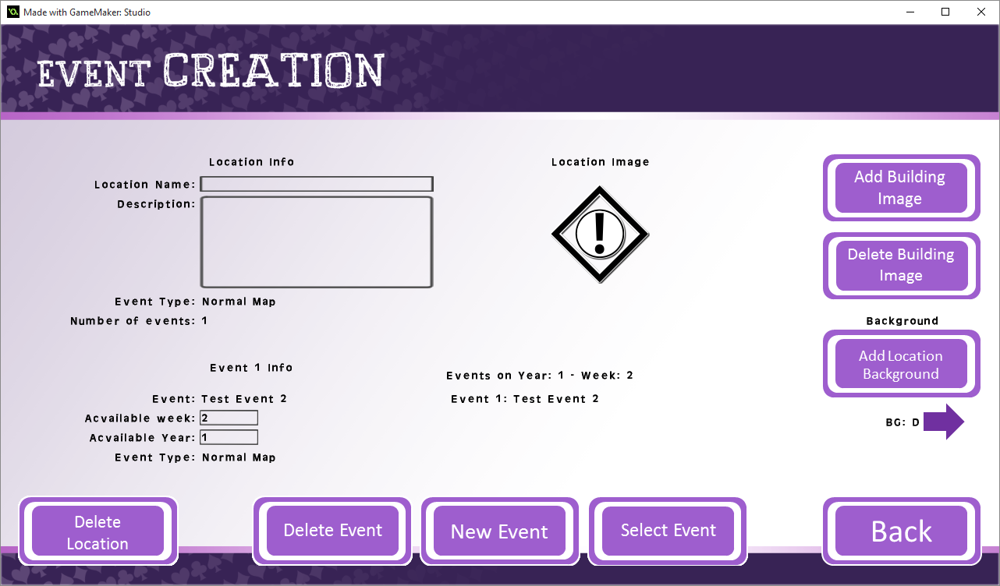 Made with GameMaker: Studio
EVENT CREATION
Location Info
Location Image
Location Name:
Description:
Event Type: Normal Map
Number of events: 1
Add Building
Image
Delete Building
Image
Background
Add Location
Background
BG: D
Event 1 Info
Event: Test Event 2
Acvailable week: 2
Acvailable Year: 1
Event Type: Normal Map
Events on Year: 1 - Week: 2
Event 1: Test Event 2
Delete
Location
Delete Event
New Event
Select Event
Back